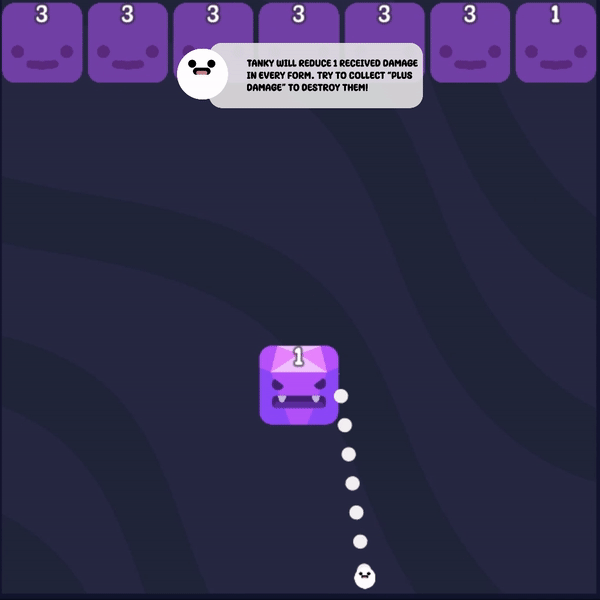 3 3 3 3 3 3 1
TANKY WILL REDUCE 1 RECEIVED DAMAGE
IN EVERY FORM. TRY TO COLLECT "PLUS
DAMAGE" TO DESTROY THEM!
1